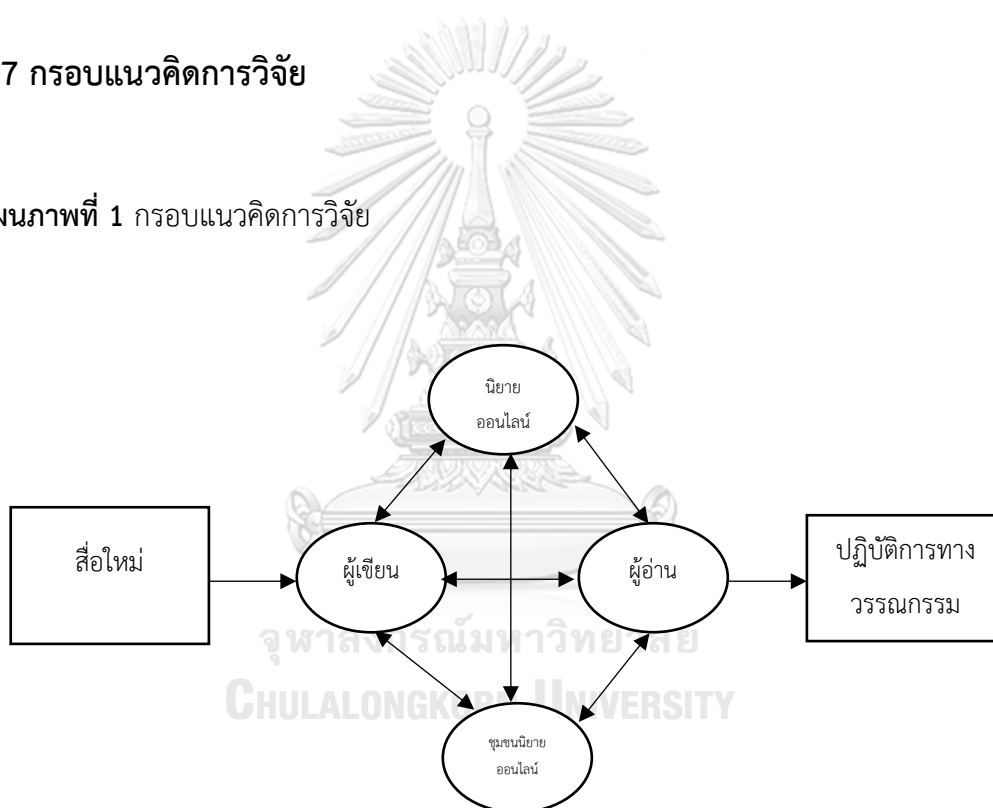 7 กรอบแนวคิดการวิจัย
ผนภาพที่ 1 กรอบแนวคิดการวิจัย
นิยาย
ออนไลน์
สื่อใหม่
ผู้เขียน
ผู้อ่าน
ปฏิบัติการทาง
วรรณกรรม
จุฬาลงกรณ์มหาวิทยาลัย
CHULALONGKORN UNIVERSITY
ชุมชนนิยาย
ออนไลน์